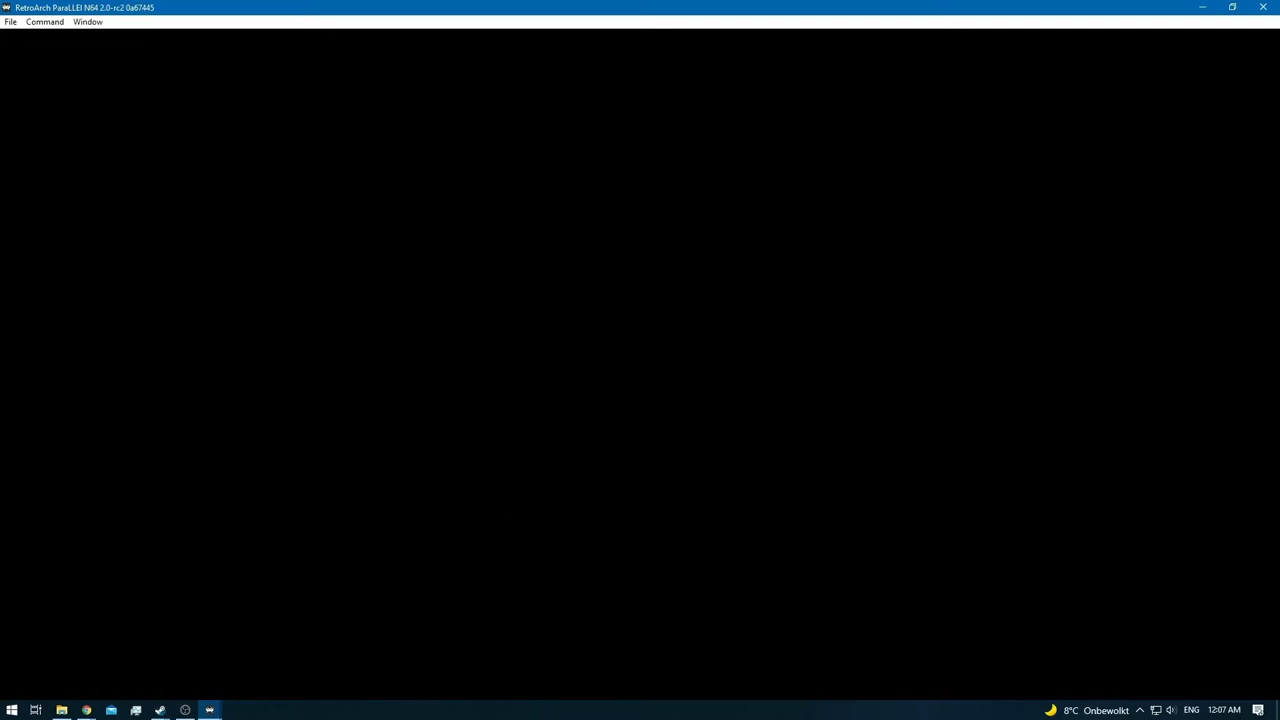 RetroArch ParaLLEl N64 2.0-rc2 0a67445
File Command Window
8°C Onbewolkt ENG 12:07 AM